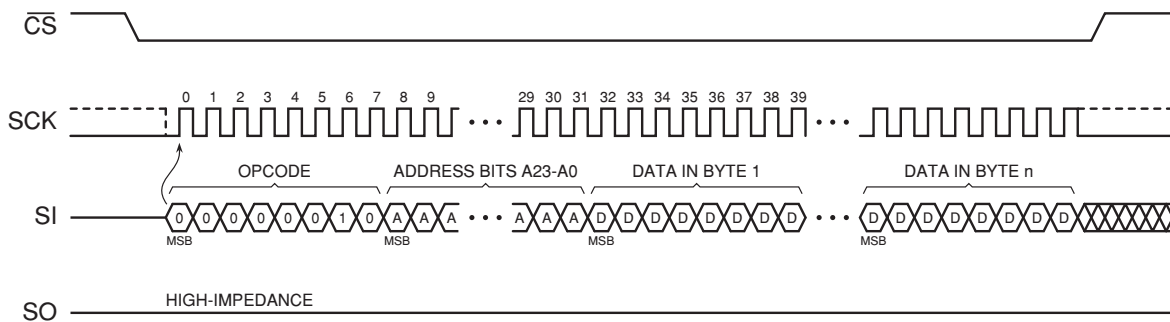 CS
SCK
0 1 2 3 4 5 6 7 8 9 29 30 31 32 33 34 35 36 37 38 39
OPCODE ADDRESS BITS A23-A0 DATA IN BYTE 1 DATA IN BYTE n
SI
0 0 0 0 0 0 1 0 A A A A A A D D D D D D D D D D D D D D D D
MSB MSB MSB MSB
HIGH-IMPEDANCE
SO